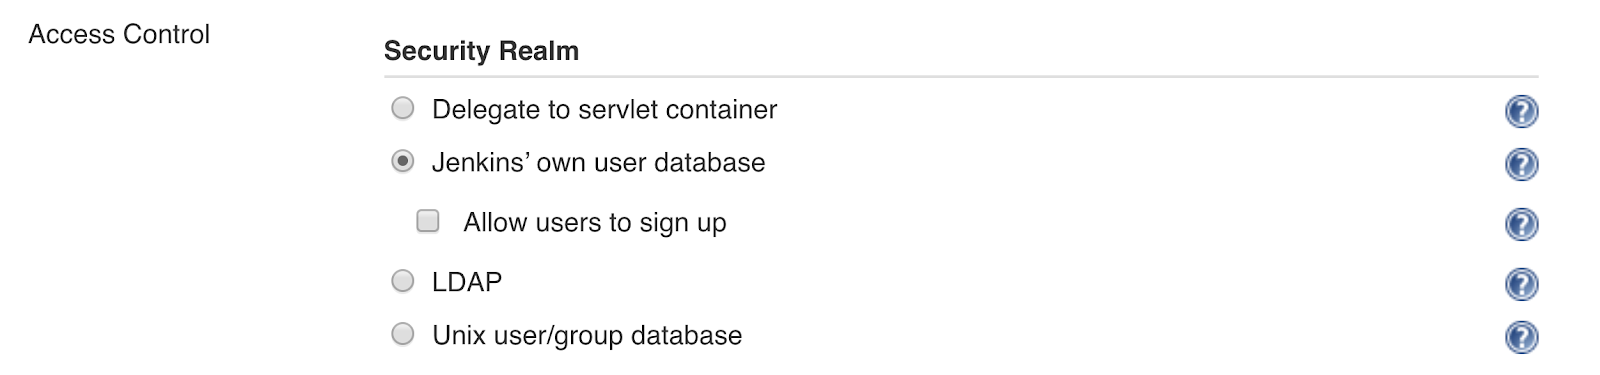 Access Control
Security Realm
Delegate to servlet container
Jenkins’ own user database
Allow users to sign up
LDAP
Unix user/group database